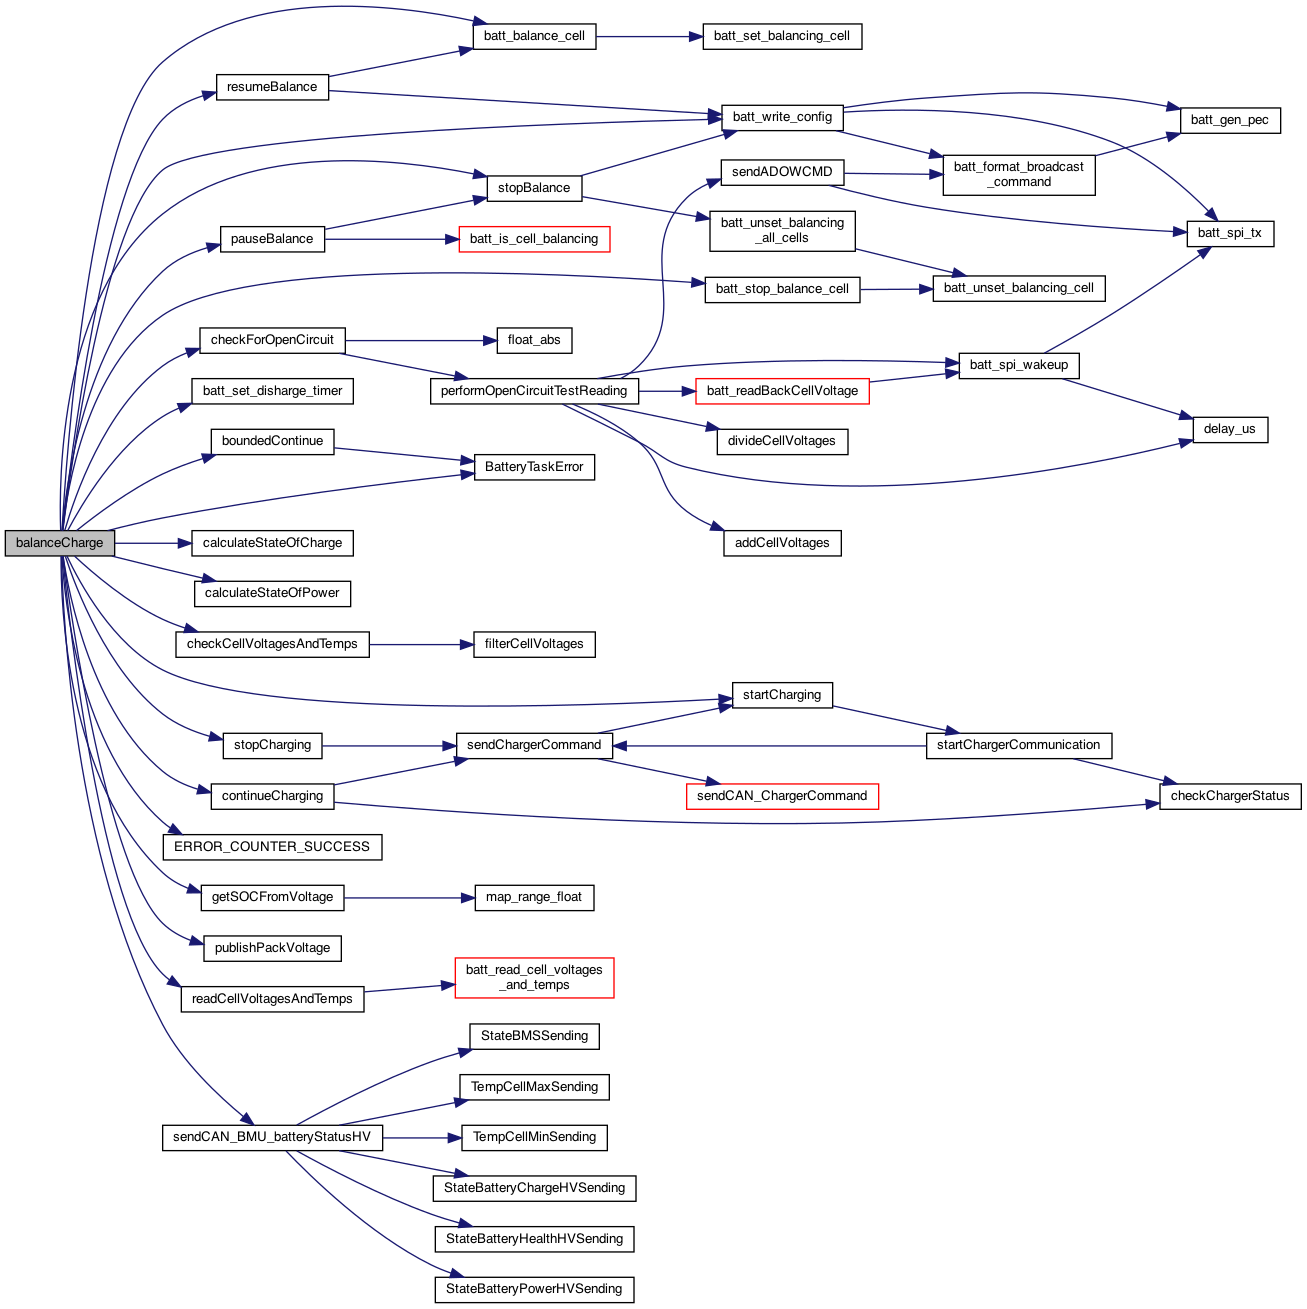 batt_balance_cell
batt_set_balancing_cell
resumeBalance
batt_write_config
batt_gen_pec
batt_format_broadcast
_command
sendADOWCMD
stopBalance
batt_unset_balancing
_all_cells
batt_spi_tx
pauseBalance
batt_is_cell_balancing
batt_stop_balance_cell
batt_unset_balancing_cell
checkForOpenCircuit
float_abs
batt_spi_wakeup
batt_set_disharge_timer
performOpenCircuitTestReading
batt_readBackCellVoltage
delay_us
boundedContinue
divideCellVoltages
BatteryTaskError
balanceCharge
calculateStateOfCharge
addCellVoltages
calculateStateOfPower
checkCellVoltagesAndTemps
filterCellVoltages
startCharging
stopCharging
sendChargerCommand
startChargerCommunication
continueCharging
sendCAN_ChargerCommand
checkChargerStatus
ERROR_COUNTER_SUCCESS
getSOCFromVoltage
map_range_float
publishPackVoltage
batt_read_cell_voltages
_and_temps
readCellVoltagesAndTemps
StateBMSSending
TempCellMaxSending
sendCAN_BMU_batteryStatusHV
TempCellMinSending
StateBatteryChargeHVSending
StateBatteryHealthHVSending
StateBatteryPowerHVSending